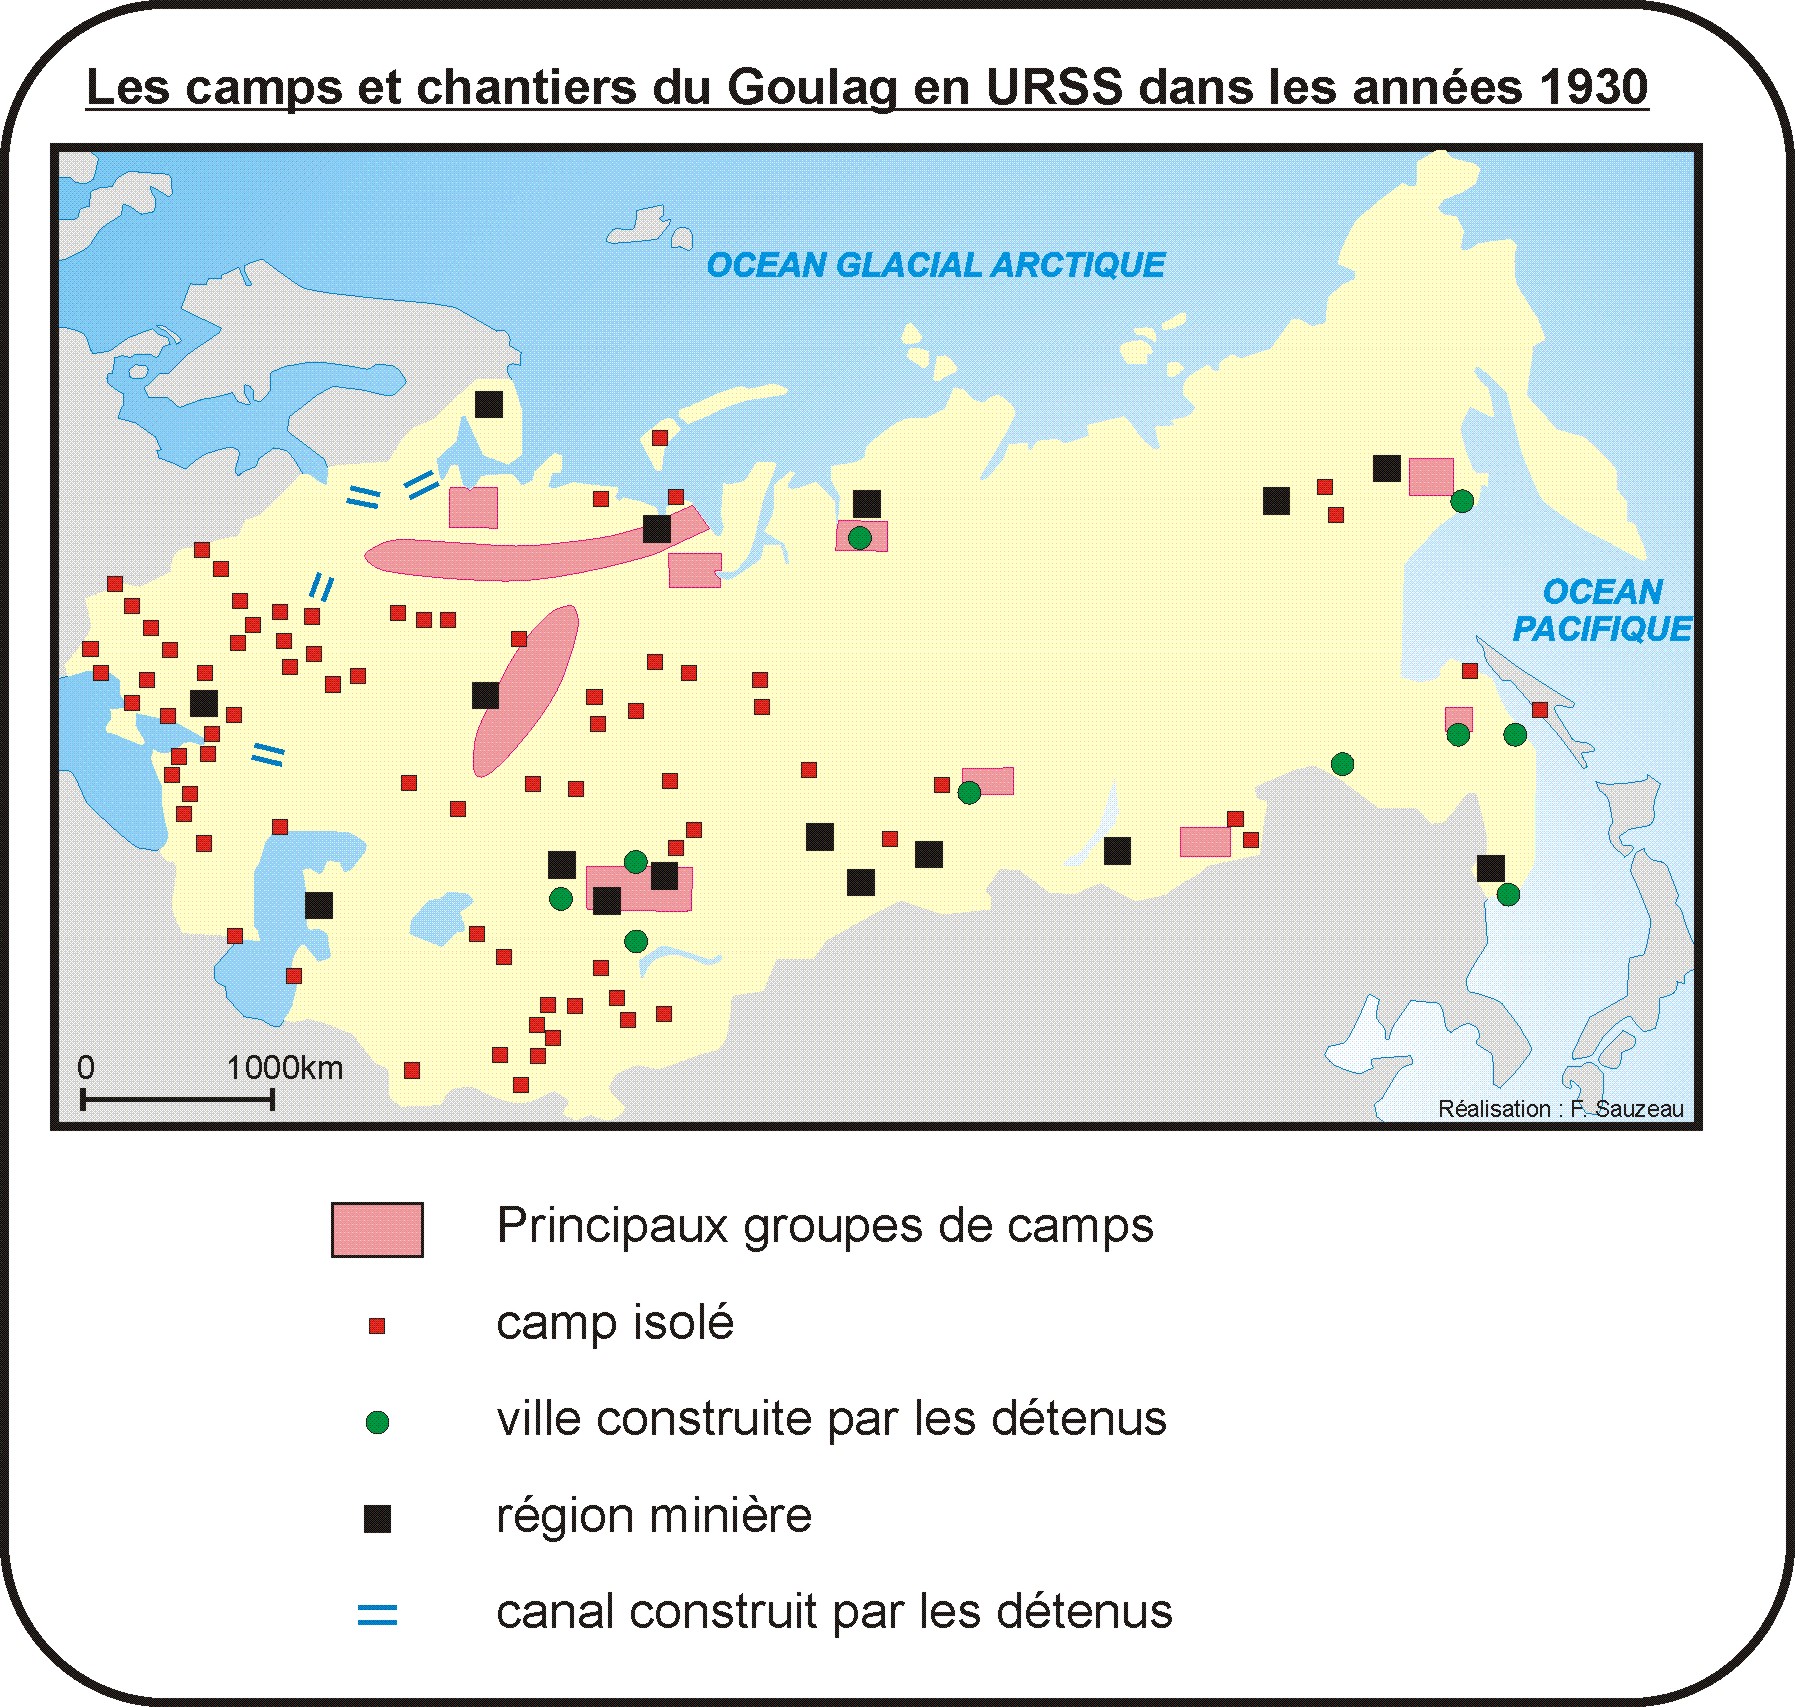 Les camps et chantiers du Goulag en URSS dans les années 1930
OCEAN GLACIAL ARCTIQUE
OCEAN
PACIFIQUE
0 1000km
Réalisation : F. Sauzeau
Principaux groupes de camps
camp isolé
ville construite par les détenus
région minière
canal construit par les détenus